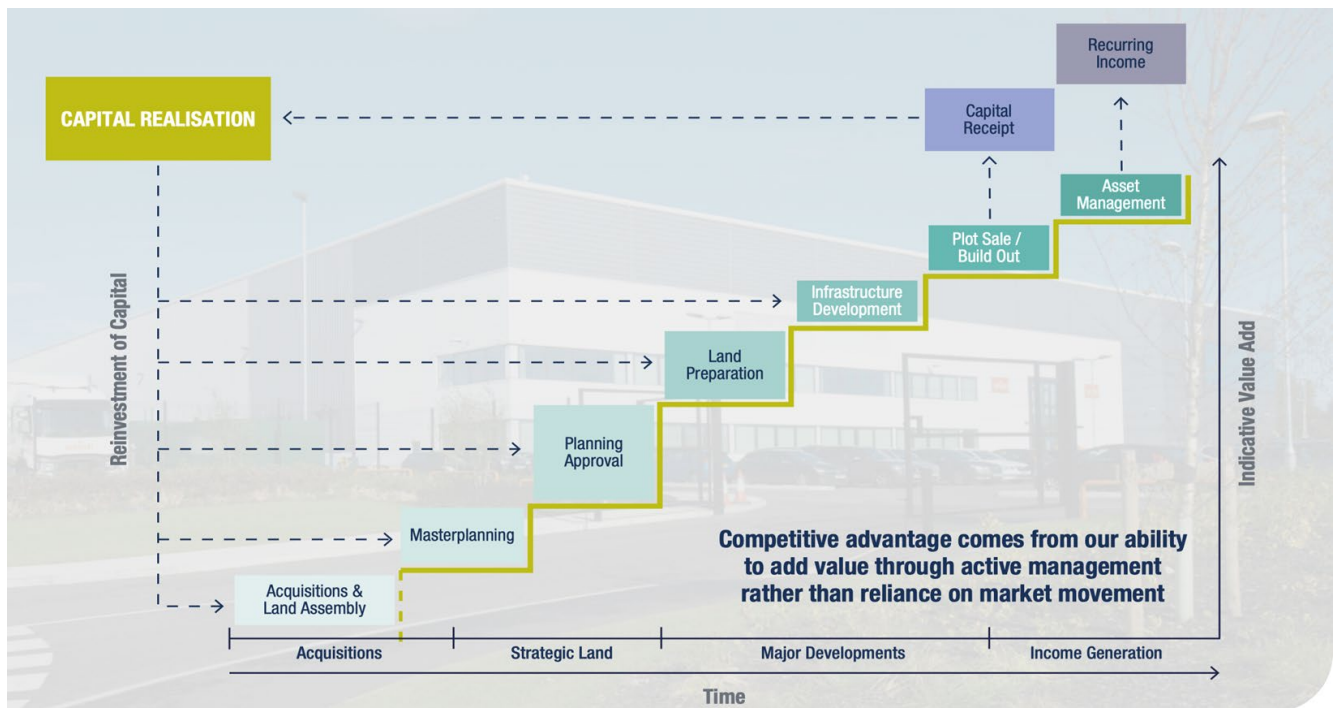 Recurring
Income
CAPITAL REALISATION
Capital
Receipt
Asset
Management
Plot Sale /
Build Out
Infrastructure
Development
Land
Preparation
Planning
Approval
Masterplanning
Acquisitions &
Land Assembly
Reinvestment of Capital
Indicative Value Add
Competitive advantage comes from our ability
to add value through active management
rather than reliance on market movement
Acquisitions
Strategic Land
Major Developments
Income Generation
Time